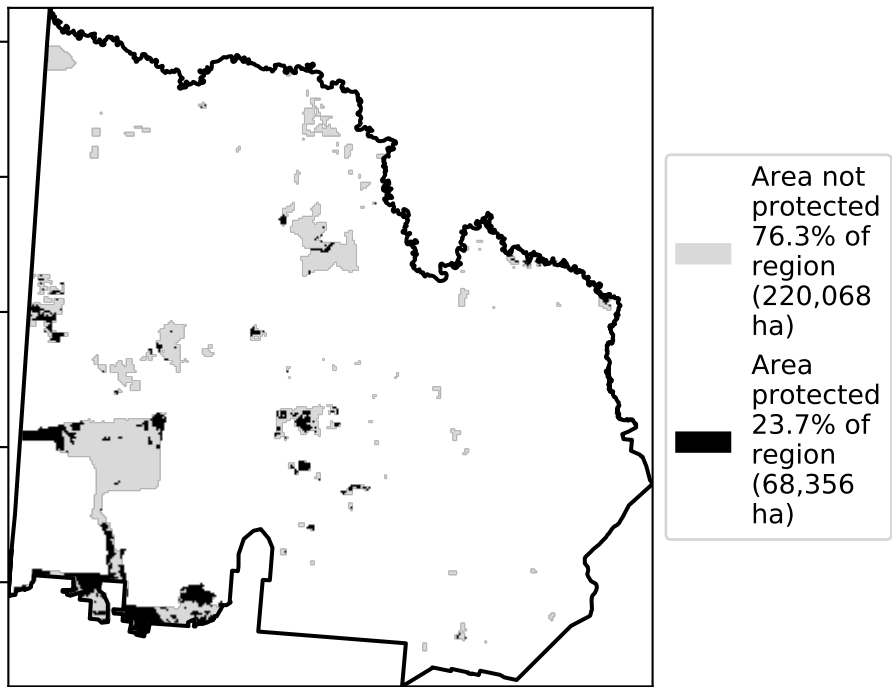 Area not
protected
76.3% of
region
(220,068
ha)
Area
protected
23.7% of
region
(68,356
ha)